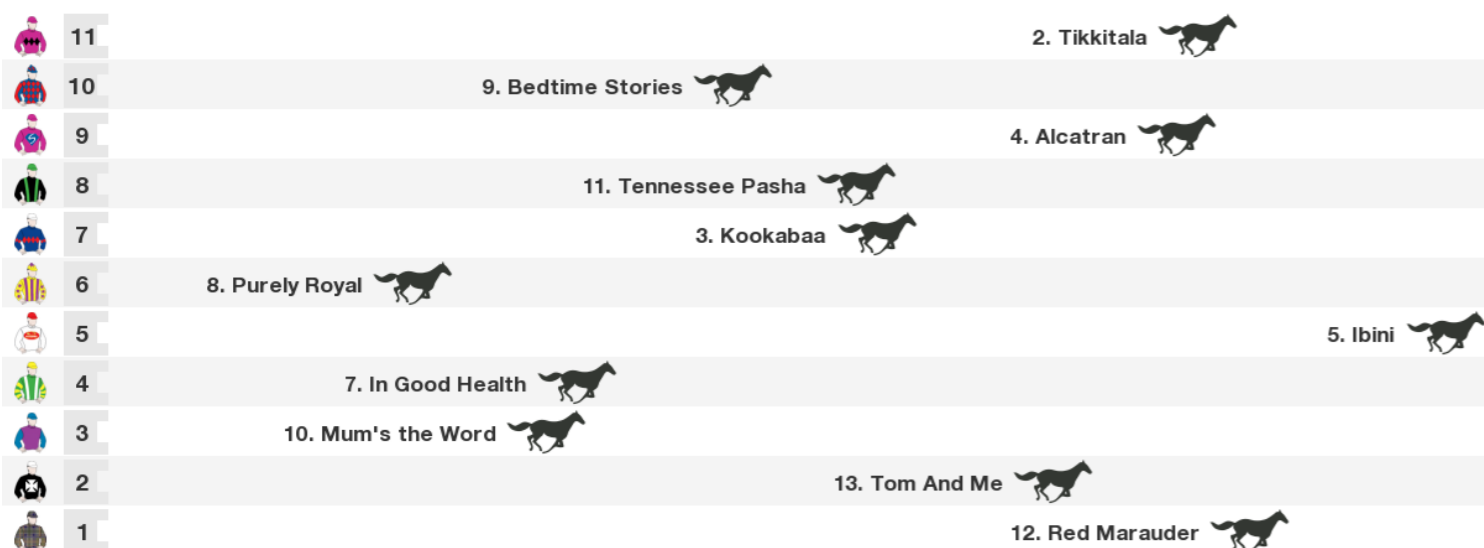 11 2. Tikkitala
10 9. Bedtime Stories
9 4. Alcatran
8 11. Tennessee Pasha
7 3. Kookabaa
6 8. Purely Royal
5 5. Ibini
4 7. In Good Health
3 10. Mum's the Word
2 13. Tom And Me
1 12. Red Marauder